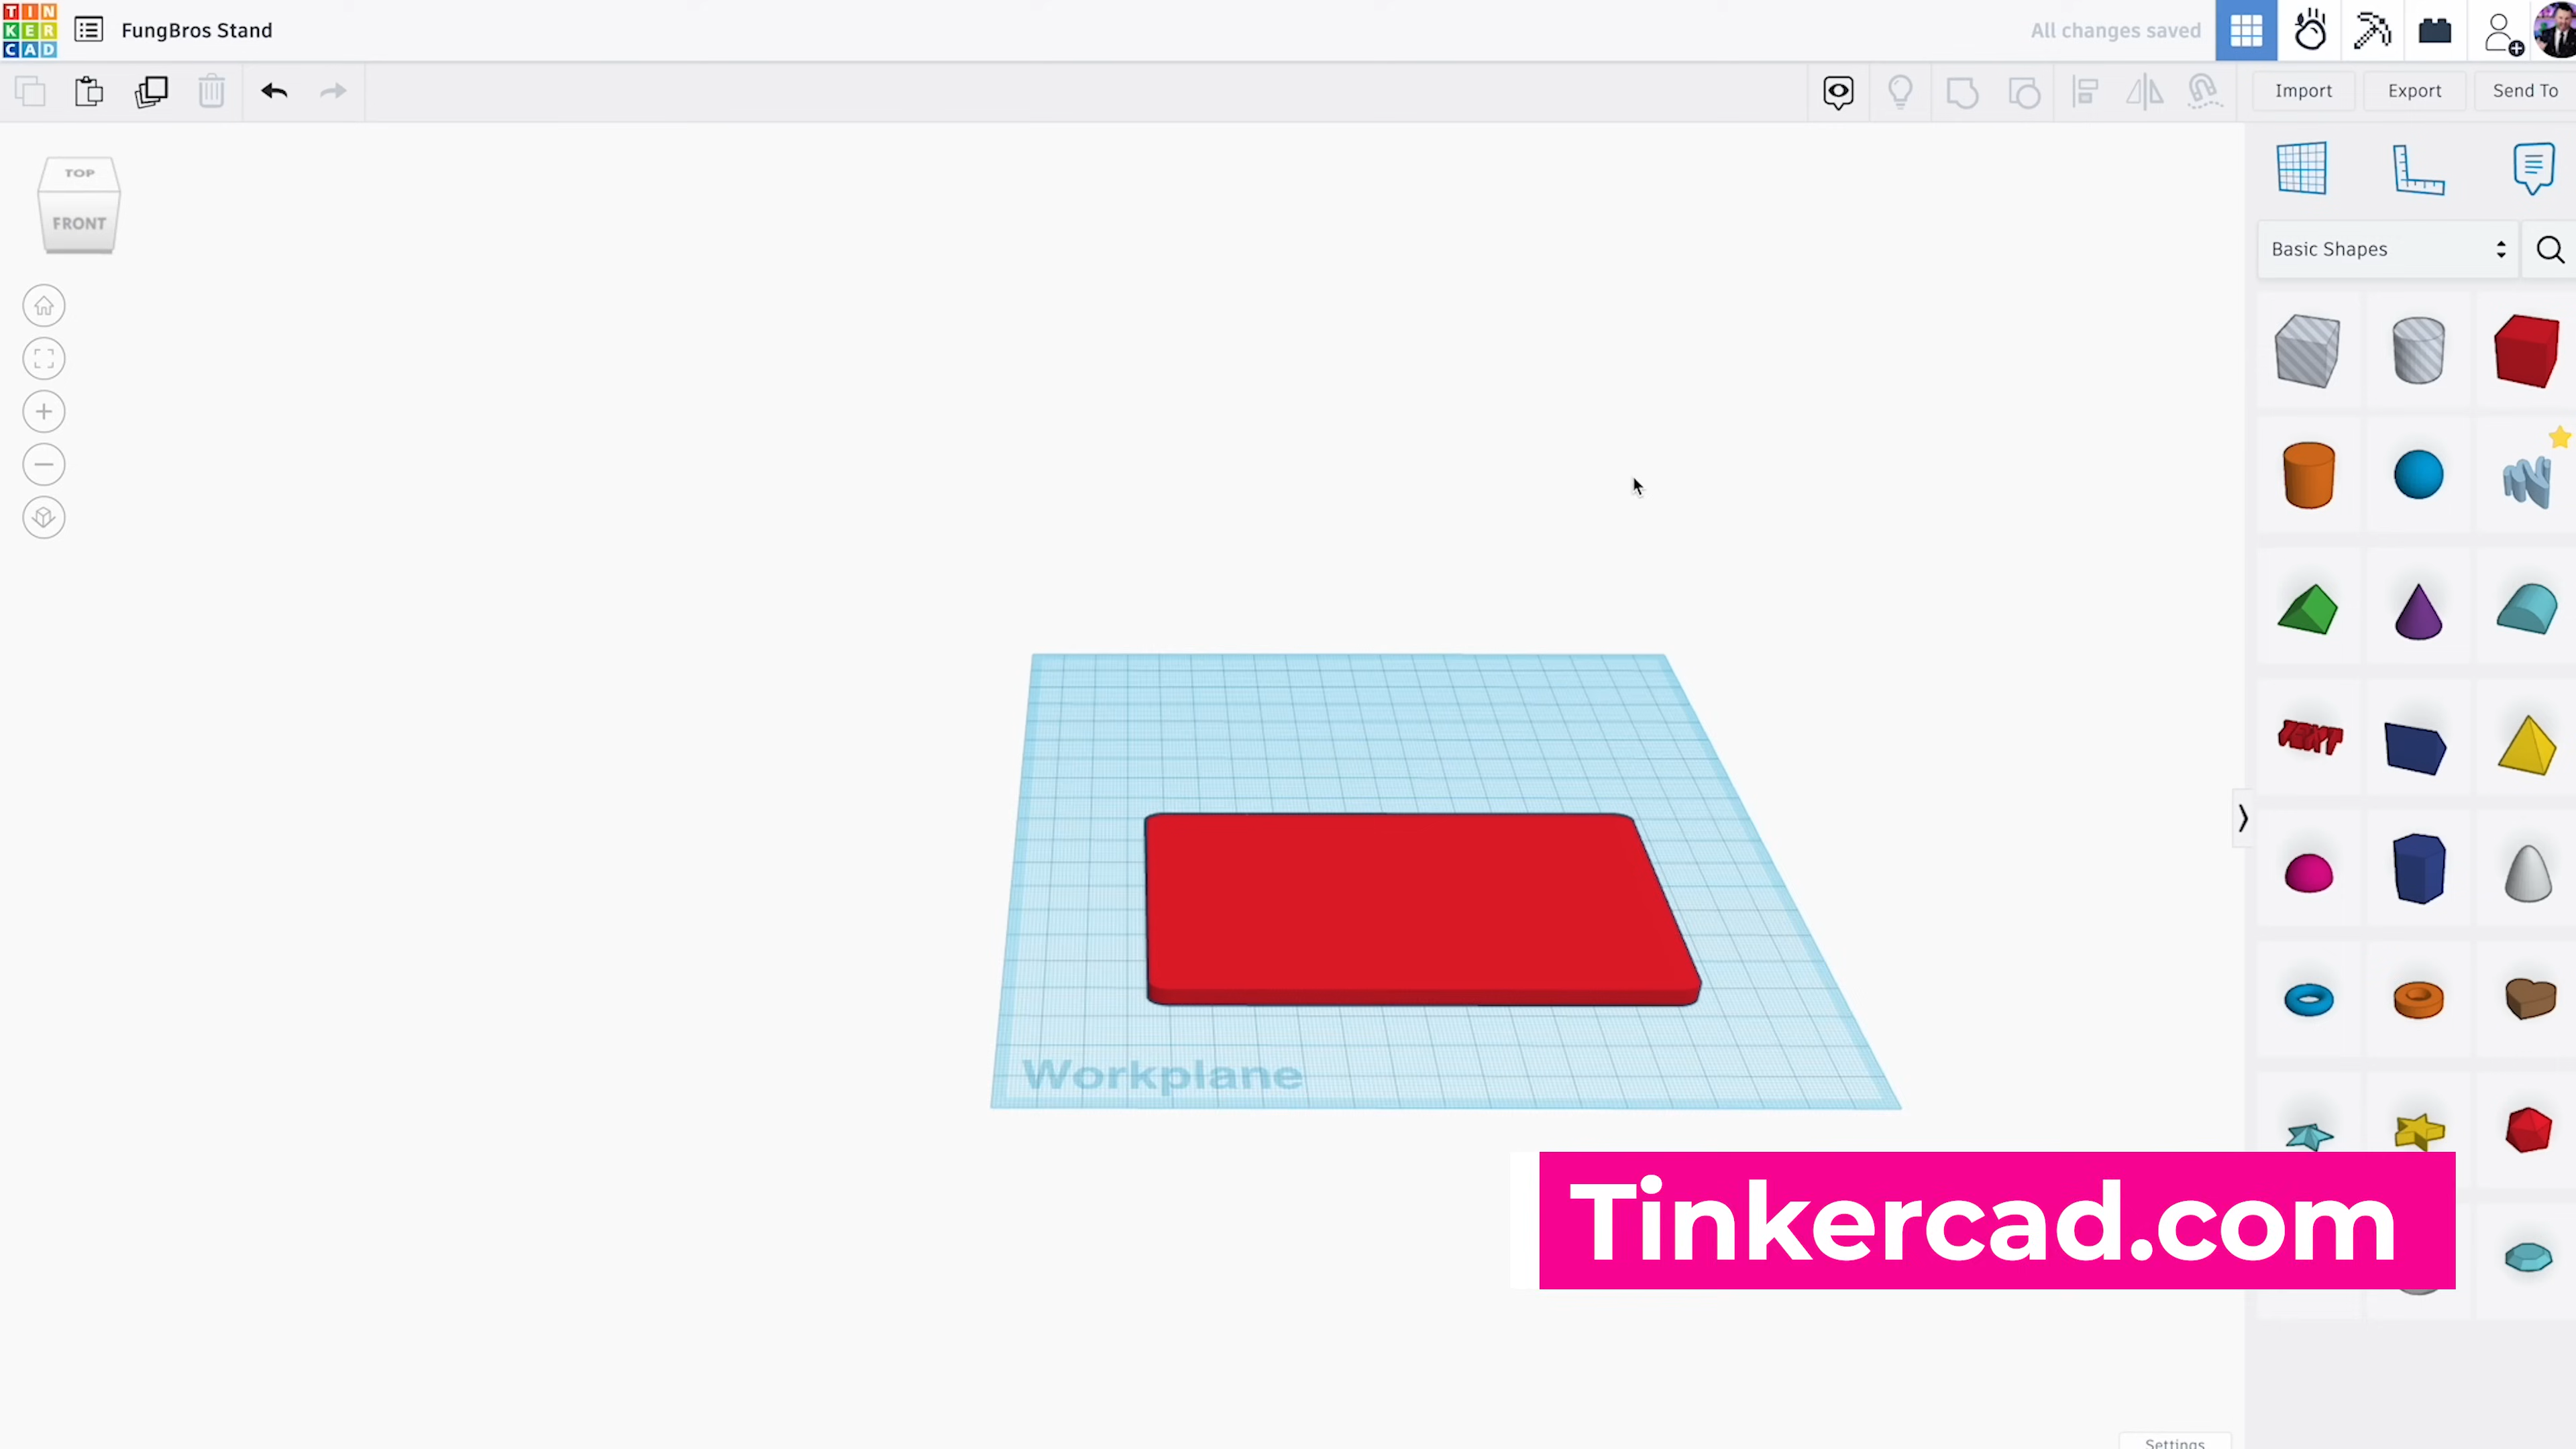 TIN
KER
CAD
FungBros Stand
All changes saved
Import
Export
Send To
TOP
FRONT
Basic Shapes
TEXT
Workplane
Tinkercad.com
Settings